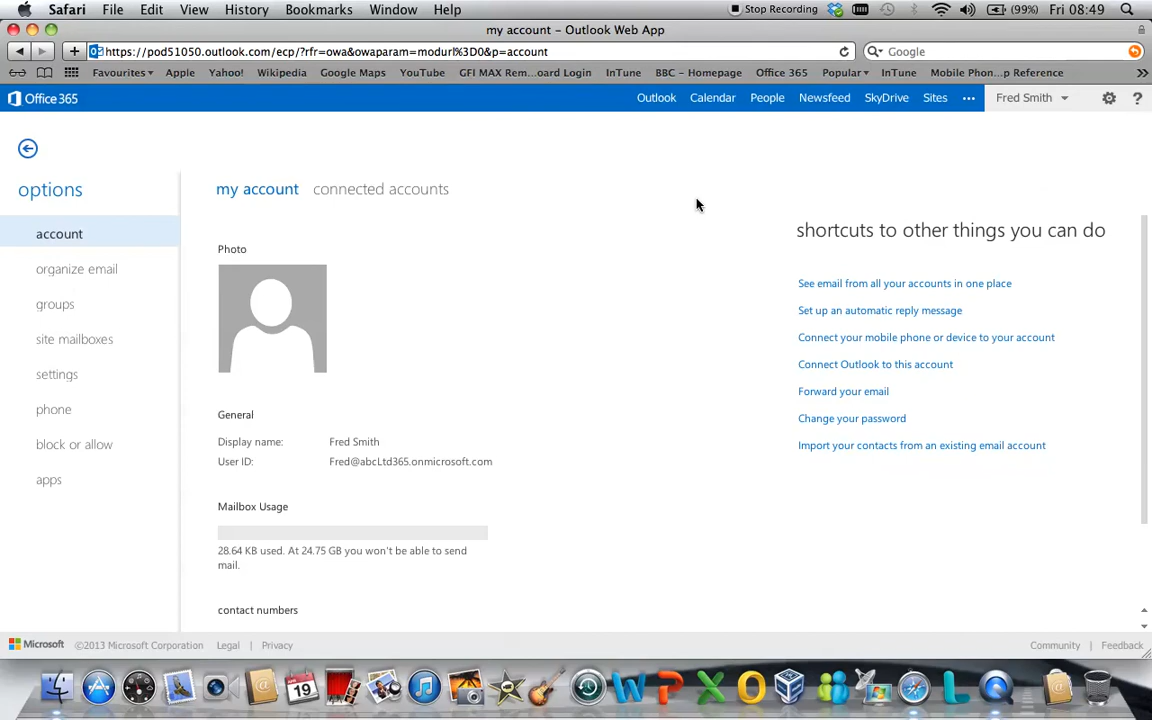 Safari File Edit View History Bookmarks Window Help Stop Recording (99%) Fri 08:49
my account – Outlook Web App
https://pod51050.outlook.com/ecp/?rfr=owa&owaparam=modurl%3D0&p=account Google
Favourites Apple Yahoo! Wikipedia Google Maps YouTube GFI MAX Rem...oard Login InTune BBC – Homepage Office 365 Popular InTune Mobile Phon...p Reference
Office 365 Outlook Calendar People Newsfeed SkyDrive Sites ••• Fred Smith ?
options
account
organize email
groups
site mailboxes
settings
phone
block or allow
apps
my account connected accounts
Photo
General
Display name: Fred Smith
User ID: Fred@abcLtd365.onmicrosoft.com
Mailbox Usage
28.64 KB used. At 24.75 GB you won't be able to send
mail.
contact numbers
shortcuts to other things you can do
See email from all your accounts in one place
Set up an automatic reply message
Connect your mobile phone or device to your account
Connect Outlook to this account
Forward your email
Change your password
Import your contacts from an existing email account
Microsoft ©2013 Microsoft Corporation Legal Privacy Community Feedback
19